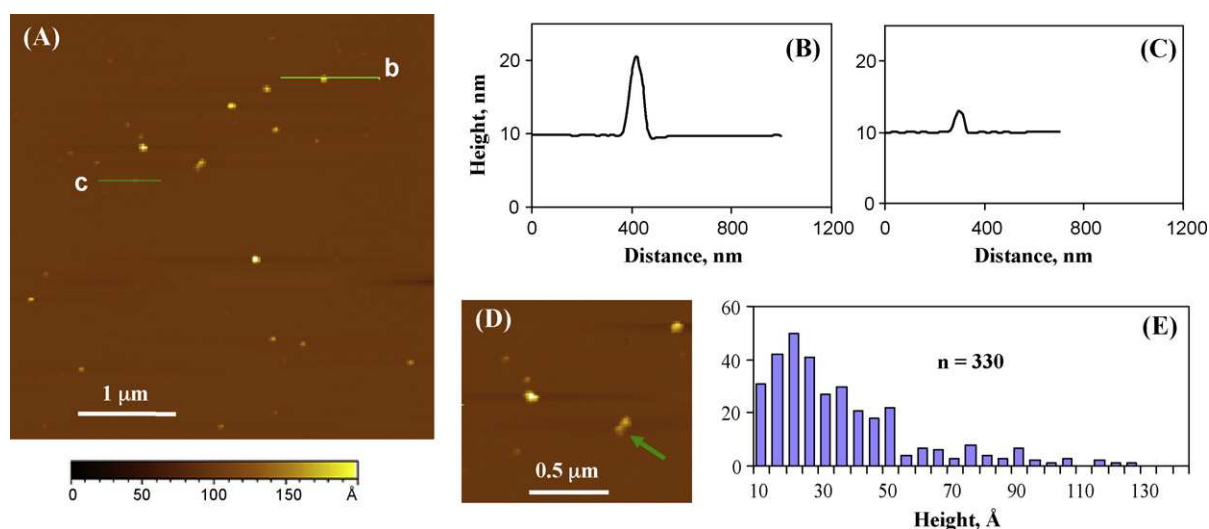 (A)
b
c
1 μm
0 50 100 150 Å
(B)
Height, nm
20
10
0
0 400 800 1200
Distance, nm
(C)
20
10
0
0 400 800 1200
Distance, nm
(D)
0.5 μm
(E)
n = 330
60
40
20
0
10 30 50 70 90 110 130
Height, Å